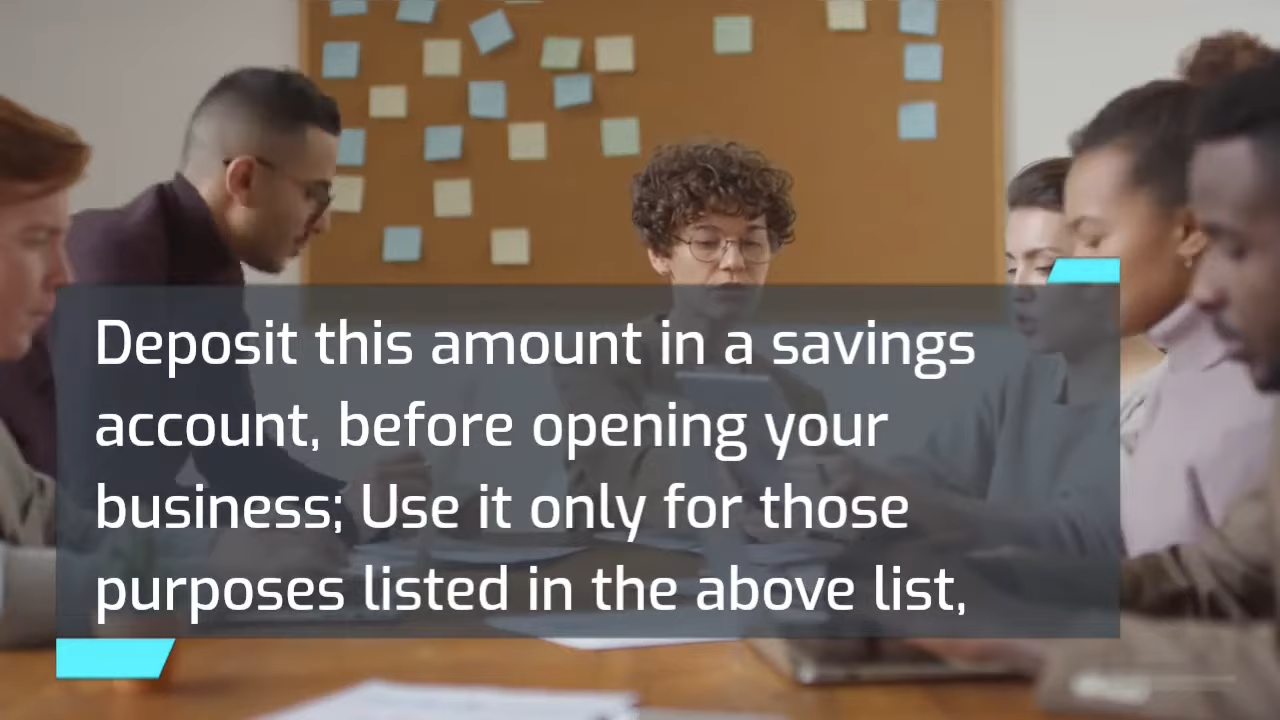 Deposit this amount in a savings
account, before opening your
business; Use it only for those
purposes listed in the above list,